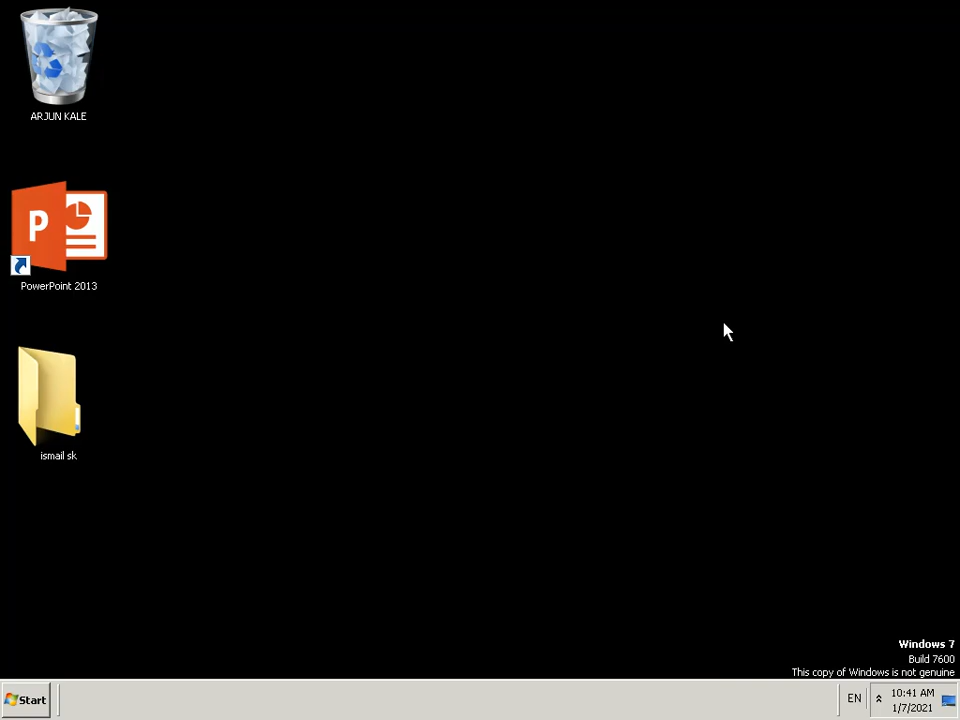 ARJUN KALE
P
PowerPoint 2013
ismail sk
Windows 7
Build 7600
This copy of Windows is not genuine
Start
EN
10:41 AM
1/7/2021